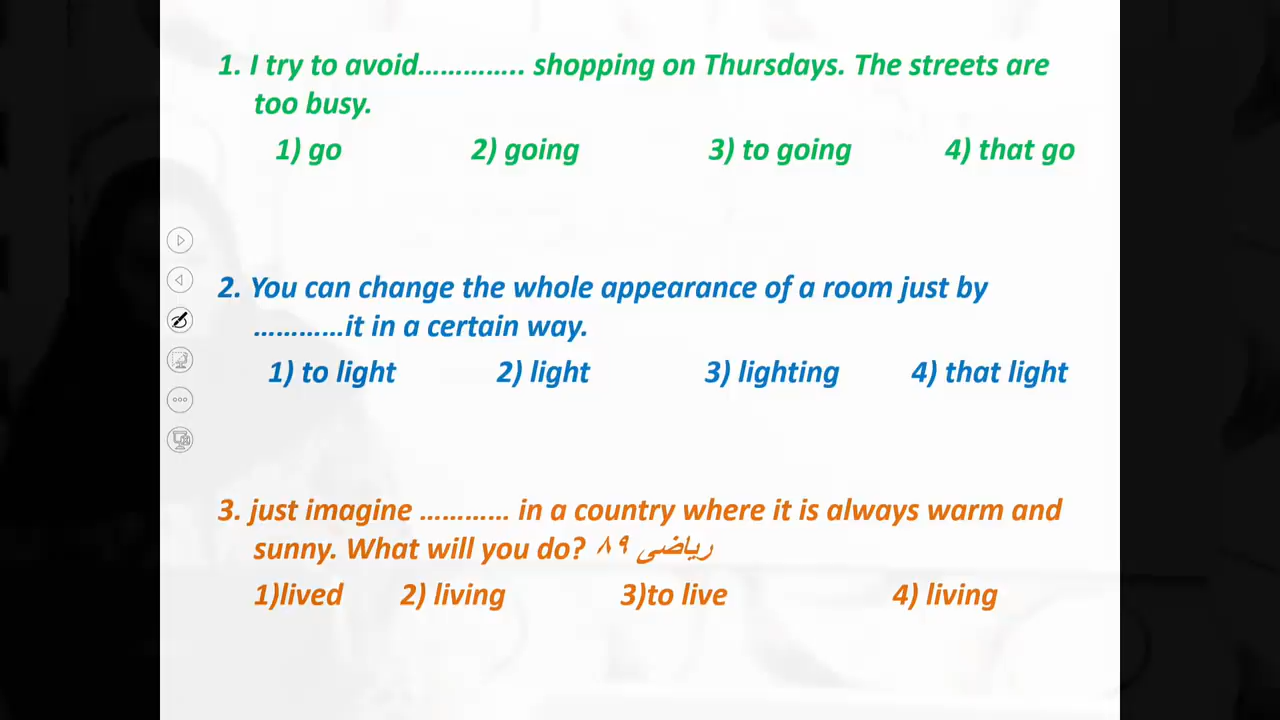 1. I try to avoid………….. shopping on Thursdays. The streets are
too busy.
1) go 2) going 3) to going 4) that go
2. You can change the whole appearance of a room just by
…………it in a certain way.
1) to light 2) light 3) lighting 4) that light
3. just imagine ………… in a country where it is always warm and
sunny. What will you do? ریاضی ۸۹
1)lived 2) living 3)to live 4) living